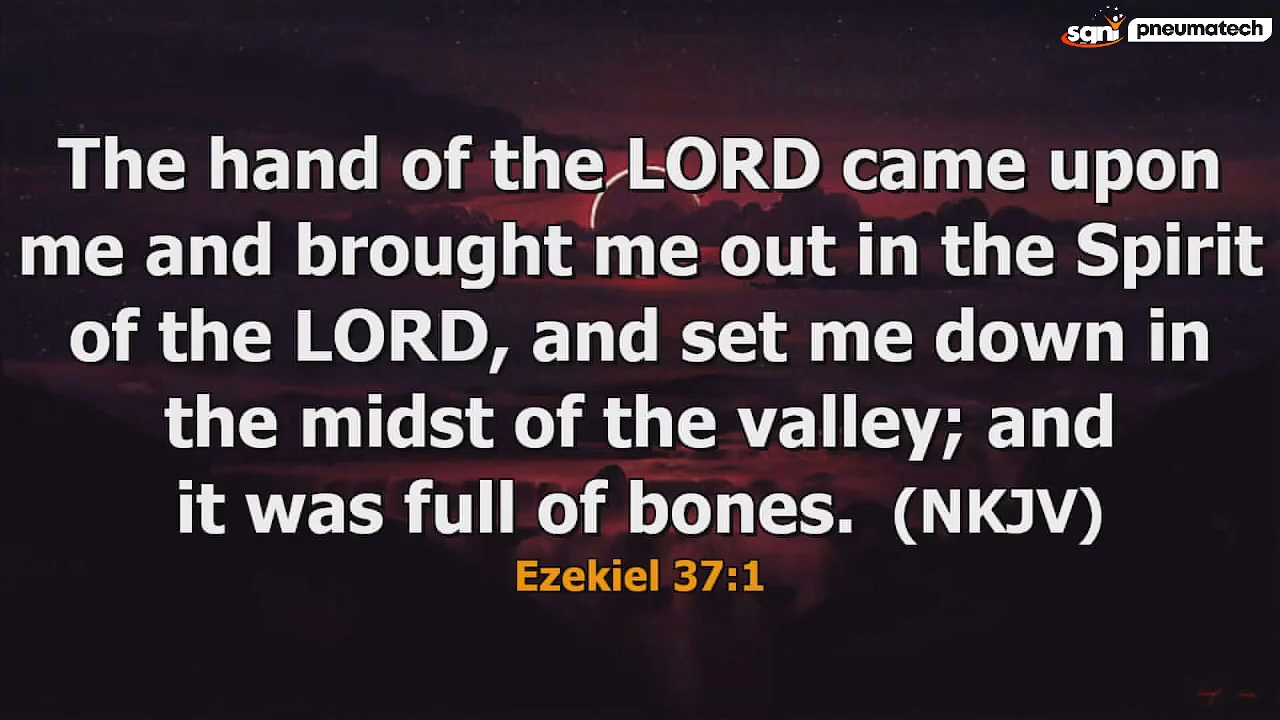 sqni pneumatech
The hand of the LORD came upon
me and brought me out in the Spirit
of the LORD, and set me down in
the midst of the valley; and
it was full of bones. (NKJV)
Ezekiel 37:1